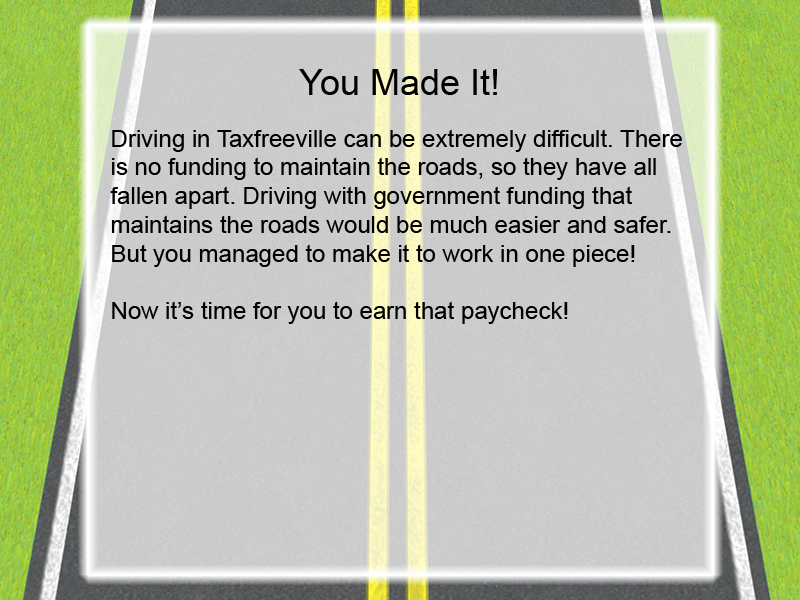 You Made It!
Driving in Taxfreeville can be extremely difficult. There
is no funding to maintain the roads, so they have all
fallen apart. Driving with government funding that
maintains the roads would be much easier and safer.
But you managed to make it to work in one piece!
Now it’s time for you to earn that paycheck!